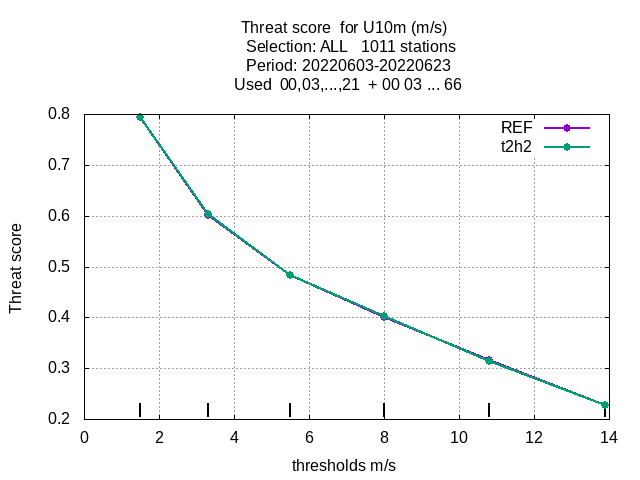 Threat score  for U10m (m/s)
Selection: ALL   1011 stations
Period: 20220603-20220623
Used  00,03,...,21  + 00 03 ... 66
REF
t2h2
0.8
0.7
0.6
0.5
0.4
0.3
0.2
Threat score
0 2 4 6 8 10 12 14
thresholds m/s